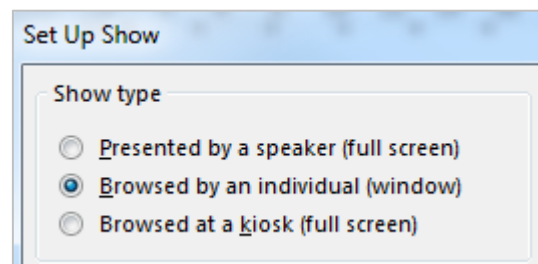 Set Up Show
Show type
Presented by a speaker (full screen)
Browsed by an individual (window)
Browsed at a kiosk (full screen)